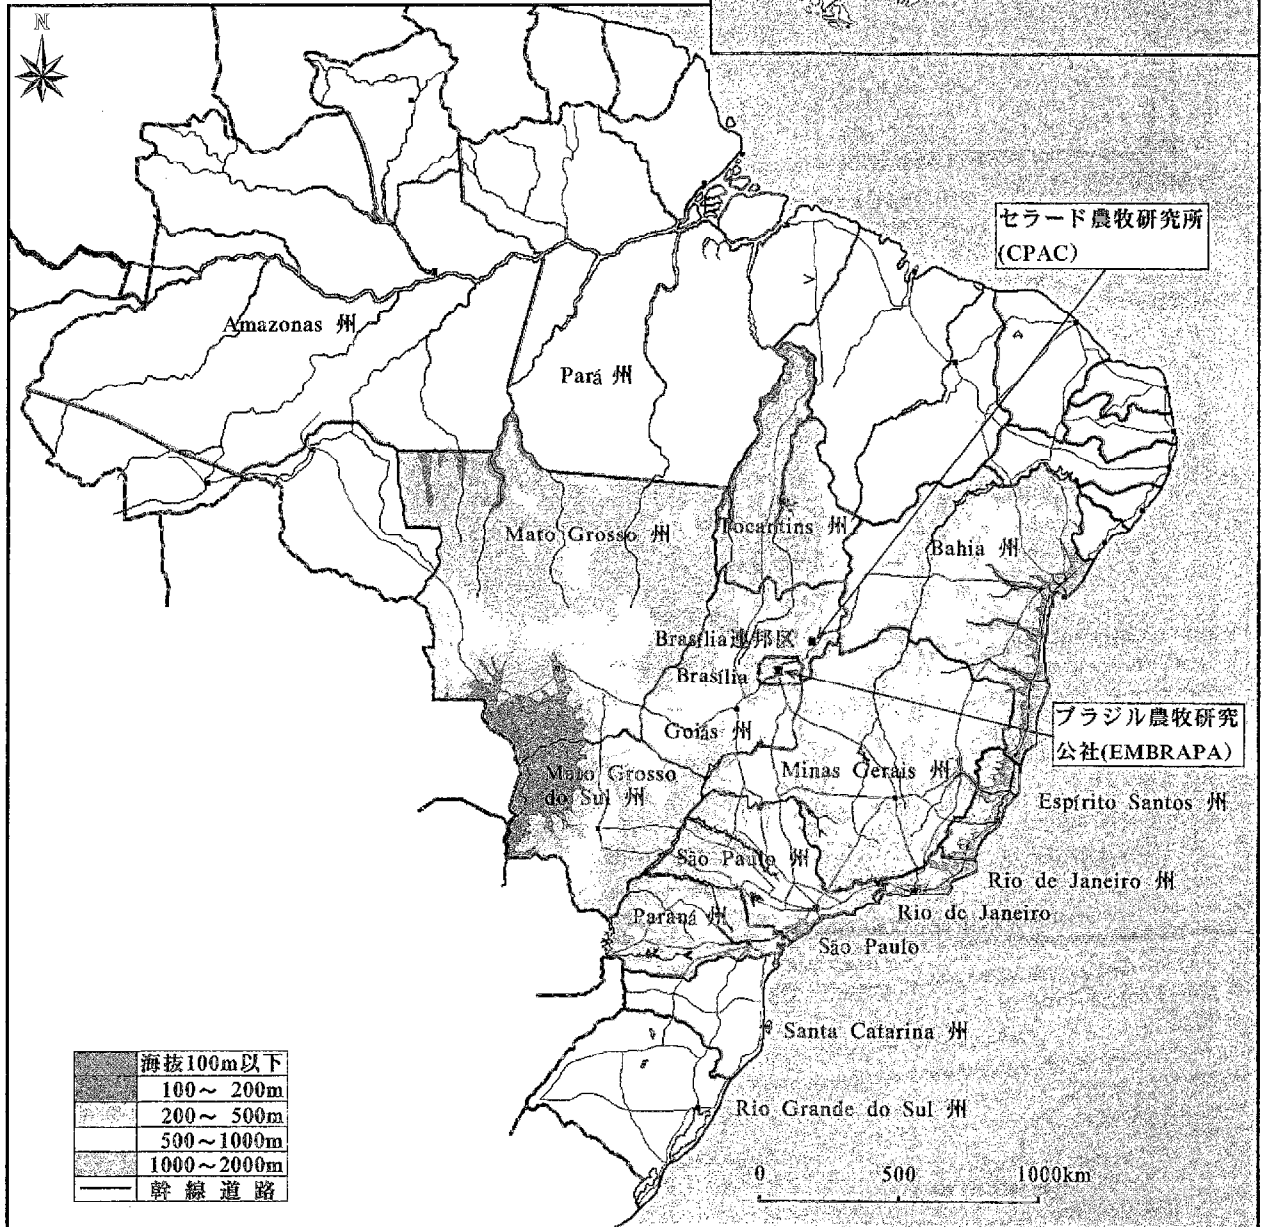 N
セラード農牧研究所
(CPAC)
Amazonas 州
Pará 州
Mato Grosso 州
Tocantins 州
Bahia 州
Brasília連邦区
Brasília
ブラジル農牧研究
公社(EMBRAPA)
Goiás 州
Minas Gerais 州
Mato Grosso
do Sul 州
Espírito Santos 州
São Paulo 州
Rio de Janeiro 州
Paraná 州
Rio de Janeiro
São Paulo
Santa Catarina 州
海抜100m以下
100～ 200m
200～ 500m
500～1000m
1000～2000m
幹 線 道 路
Rio Grande do Sul 州
0 500 1000km